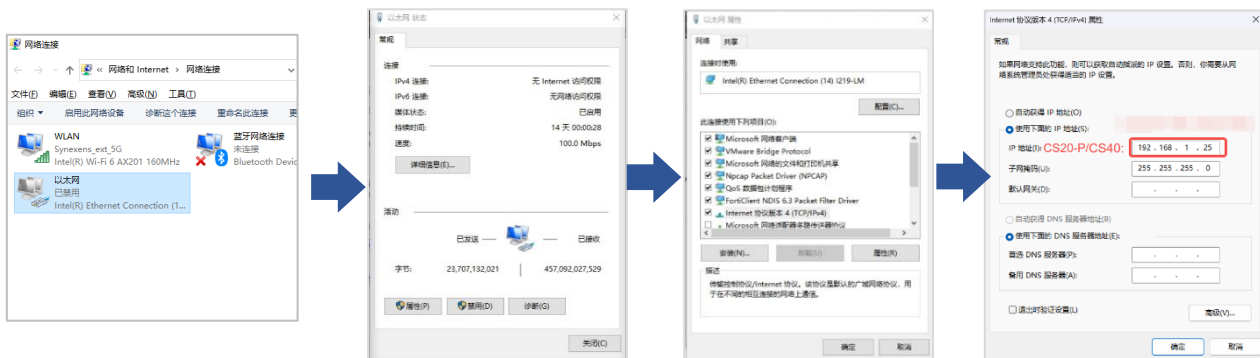 网络连接
网络和 Internet > 网络连接
文件(F) 编辑(E) 查看(V) 高级(N) 工具(T)
组织 启用此网络设备 诊断这个连接 重命名此连接 更
WLAN
Synexens_ext_5G
Intel(R) Wi-Fi 6 AX201 160MHz
蓝牙网络连接
未连接
Bluetooth Devic
以太网
已禁用
Intel(R) Ethernet Connection (1...
以太网 状态
常规
连接
IPv4 连接: 无 Internet 访问权限
IPv6 连接: 无网络访问权限
媒体状态: 已启用
持续时间: 14 天 00:00:28
速度: 100.0 Mbps
详细信息(E)...
活动
已发送 — — 已接收
字节: 23,707,132,021 | 457,092,027,529
属性(P) 禁用(D) 诊断(G)
关闭(C)
以太网 属性
网络 共享
连接时使用:
Intel(R) Ethernet Connection (14) I219-LM
配置(C)...
此连接使用下列项目(O):
Microsoft 网络客户端
VMware Bridge Protocol
Microsoft 网络的文件和打印机共享
Npcap Packet Driver (NPCAP)
QoS 数据包计划程序
FortiClient NDIS 6.3 Packet Filter Driver
Internet 协议版本 4 (TCP/IPv4)
Microsoft 网络适配器多路传送器协议
安装(N)... 卸载(U) 属性(R)
描述
传输控制协议/Internet 协议。该协议是默认的广域网络协议，用
于在不同的相互连接的网络上通信。
确定 取消
Internet 协议版本 4 (TCP/IPv4) 属性
常规
如果网络支持此功能，则可以获取自动指派的 IP 设置。否则，你需要从网
络系统管理员处获得适当的 IP 设置。
自动获得 IP 地址(O)
使用下面的 IP 地址(S):
IP 地址(I): CS20-P/CS40: 192 . 168 . 1 . 25
子网掩码(U): 255 . 255 . 255 . 0
默认网关(D):
自动获得 DNS 服务器地址(B)
使用下面的 DNS 服务器地址(E):
首选 DNS 服务器(P):
备用 DNS 服务器(A):
退出时验证设置(L)
高级(V)...
确定 取消